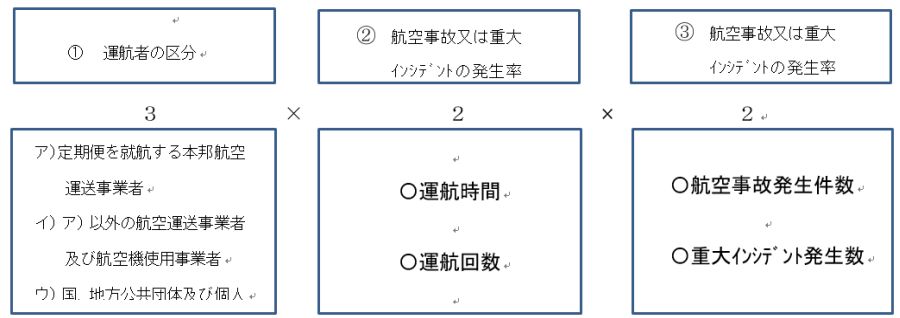 ① 運航者の区分
② 航空事故又は重大
インシデントの発生率
③ 航空事故又は重大
インシデントの発生率
3 × 2 × 2
ア)定期便を就航する本邦航空
運送事業者
イ) ア) 以外の航空運送事業者
及び航空機使用事業者
ウ) 国、地方公共団体及び個人
〇運航時間
〇運航回数
〇航空事故発生件数
〇重大インシデント発生数